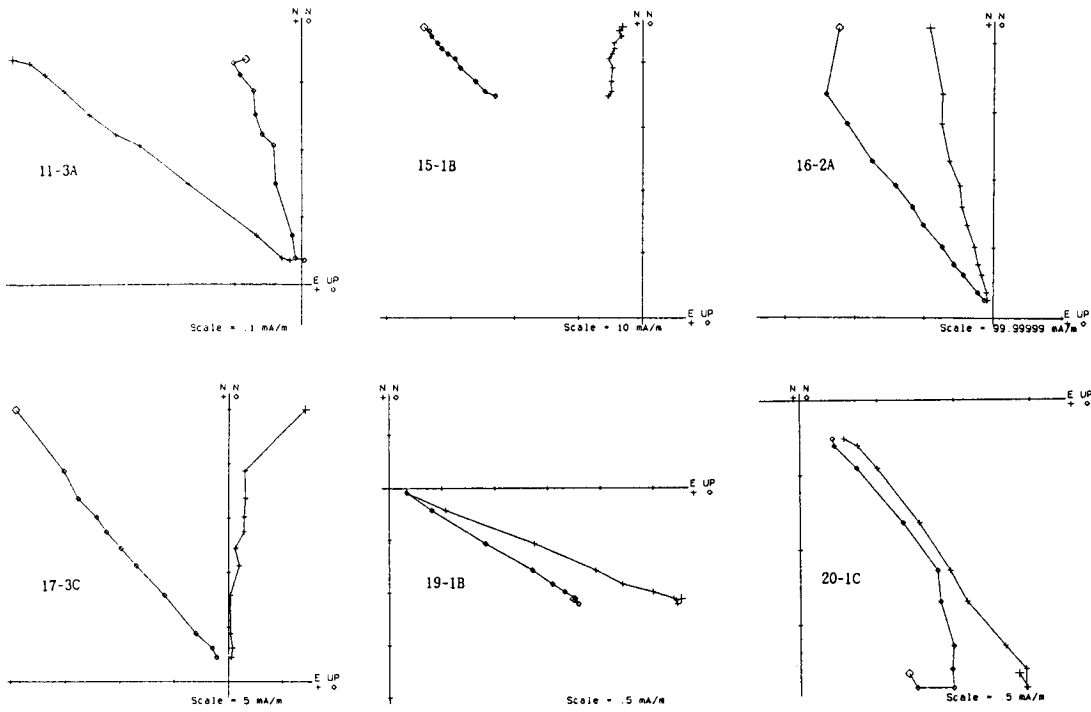 N N
+ o
11-3A
E UP
+ o
Scale = .1 mA/m
N N
+ o
15-1B
E UP
+ o
Scale = 10 mA/m
N N
+ o
16-2A
E UP
+ o
Scale = 99.99999 mA/m
N N
+ o
17-3C
E UP
+ o
Scale = 5 mA/m
N N
+ o
19-1B
E UP
+ o
Scale = .5 mA/m
N N
+ o
20-1C
E UP
+ o
Scale = .5 mA/m